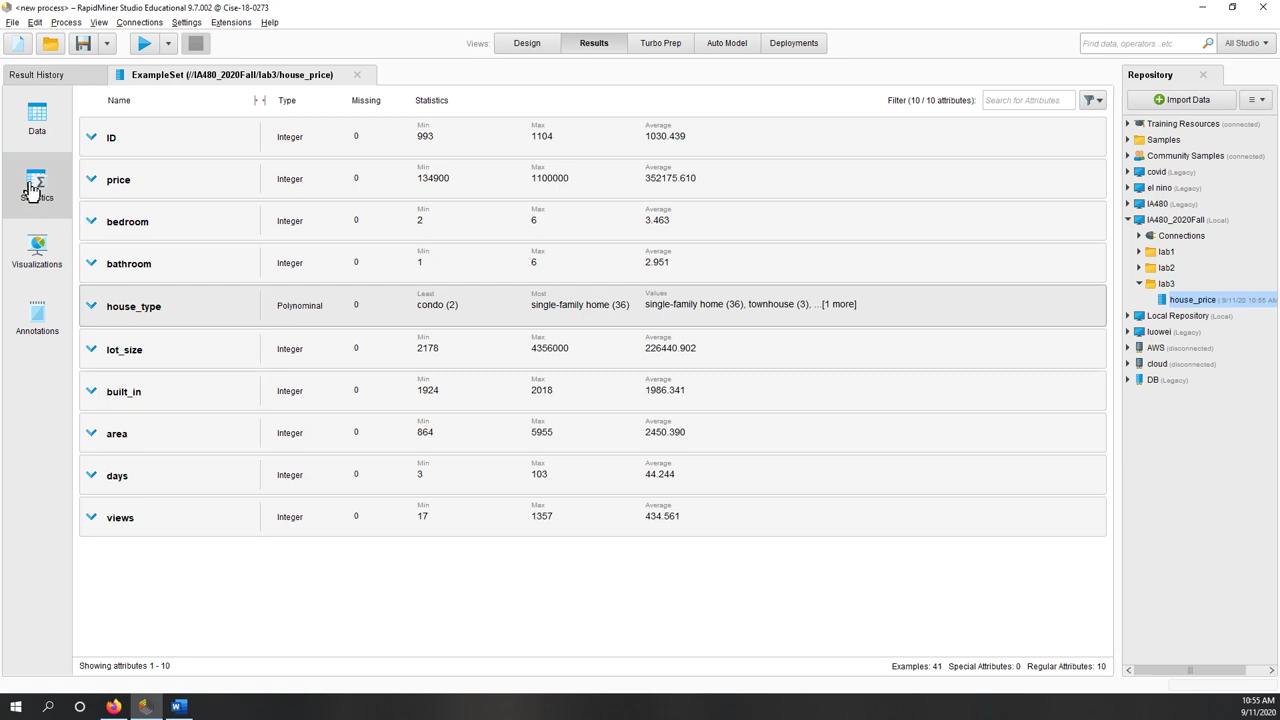 <new process> – RapidMiner Studio Educational 9.7.002 @ Cise-18-0273
File Edit Process View Connections Settings Extensions Help
Views: Design Results Turbo Prep Auto Model Deployments
Find data, operators...etc All Studio
Result History ExampleSet (//IA480_2020Fall/lab3/house_price)
Name Type Missing Statistics Filter (10 / 10 attributes): Search for Attributes
Data
Statistics
Visualizations
Annotations
Min Max Average
ID Integer 0 993 1104 1030.439
Min Max Average
price Integer 0 134900 1100000 352175.610
Min Max Average
bedroom Integer 0 2 6 3.463
Min Max Average
bathroom Integer 0 1 6 2.951
Least Most Values
house_type Polynominal 0 condo (2) single-family home (36) single-family home (36), townhouse (3), ...[1 more]
Min Max Average
lot_size Integer 0 2178 4356000 226440.902
Min Max Average
built_in Integer 0 1924 2018 1986.341
Min Max Average
area Integer 0 864 5955 2450.390
Min Max Average
days Integer 0 3 103 44.244
Min Max Average
views Integer 0 17 1357 434.561
Showing attributes 1 - 10 Examples: 41 Special Attributes: 0 Regular Attributes: 10
Repository
Import Data
Training Resources (connected)
Samples
Community Samples (connected)
covid (Legacy)
el nino (Legacy)
IA480 (Legacy)
IA480_2020Fall (Local)
Connections
lab1
lab2
lab3
house_price (9/11/20 10:55 AM
Local Repository (Local)
luowei (Legacy)
AWS (disconnected)
cloud (disconnected)
DB (Legacy)
10:55 AM
9/11/2020